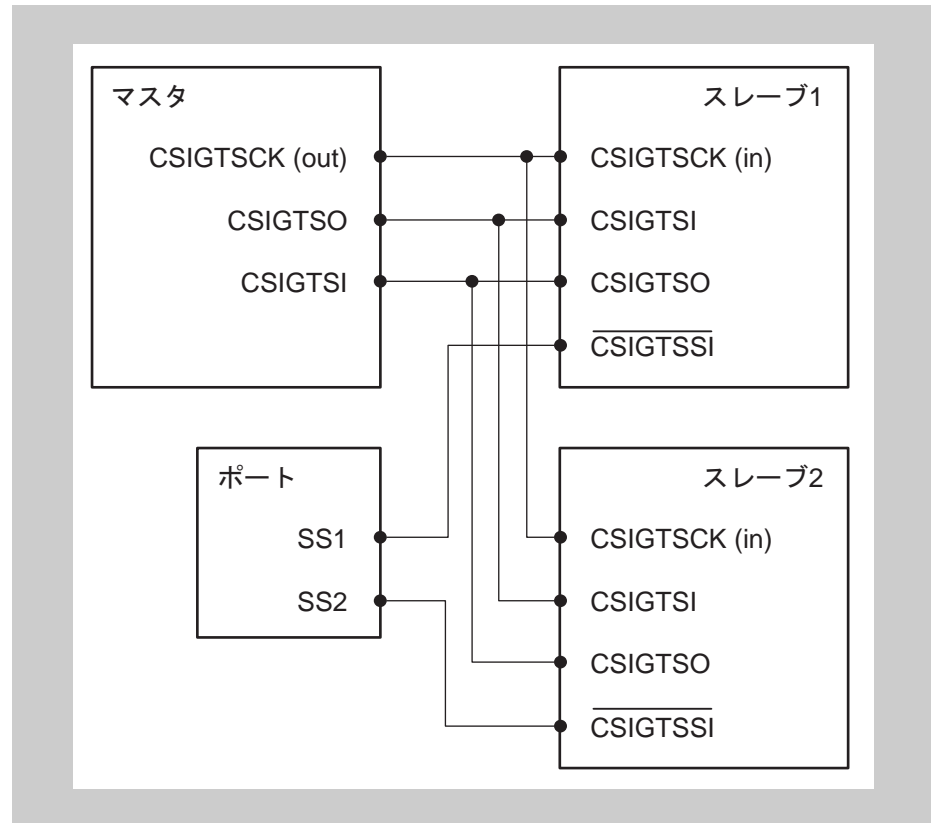 マスタ
CSIGTSCK (out)
CSIGTSO
CSIGTSI
スレーブ1
CSIGTSCK (in)
CSIGTSI
CSIGTSO
CSIGTSSI
ポート
SS1
SS2
スレーブ2
CSIGTSCK (in)
CSIGTSI
CSIGTSO
CSIGTSSI